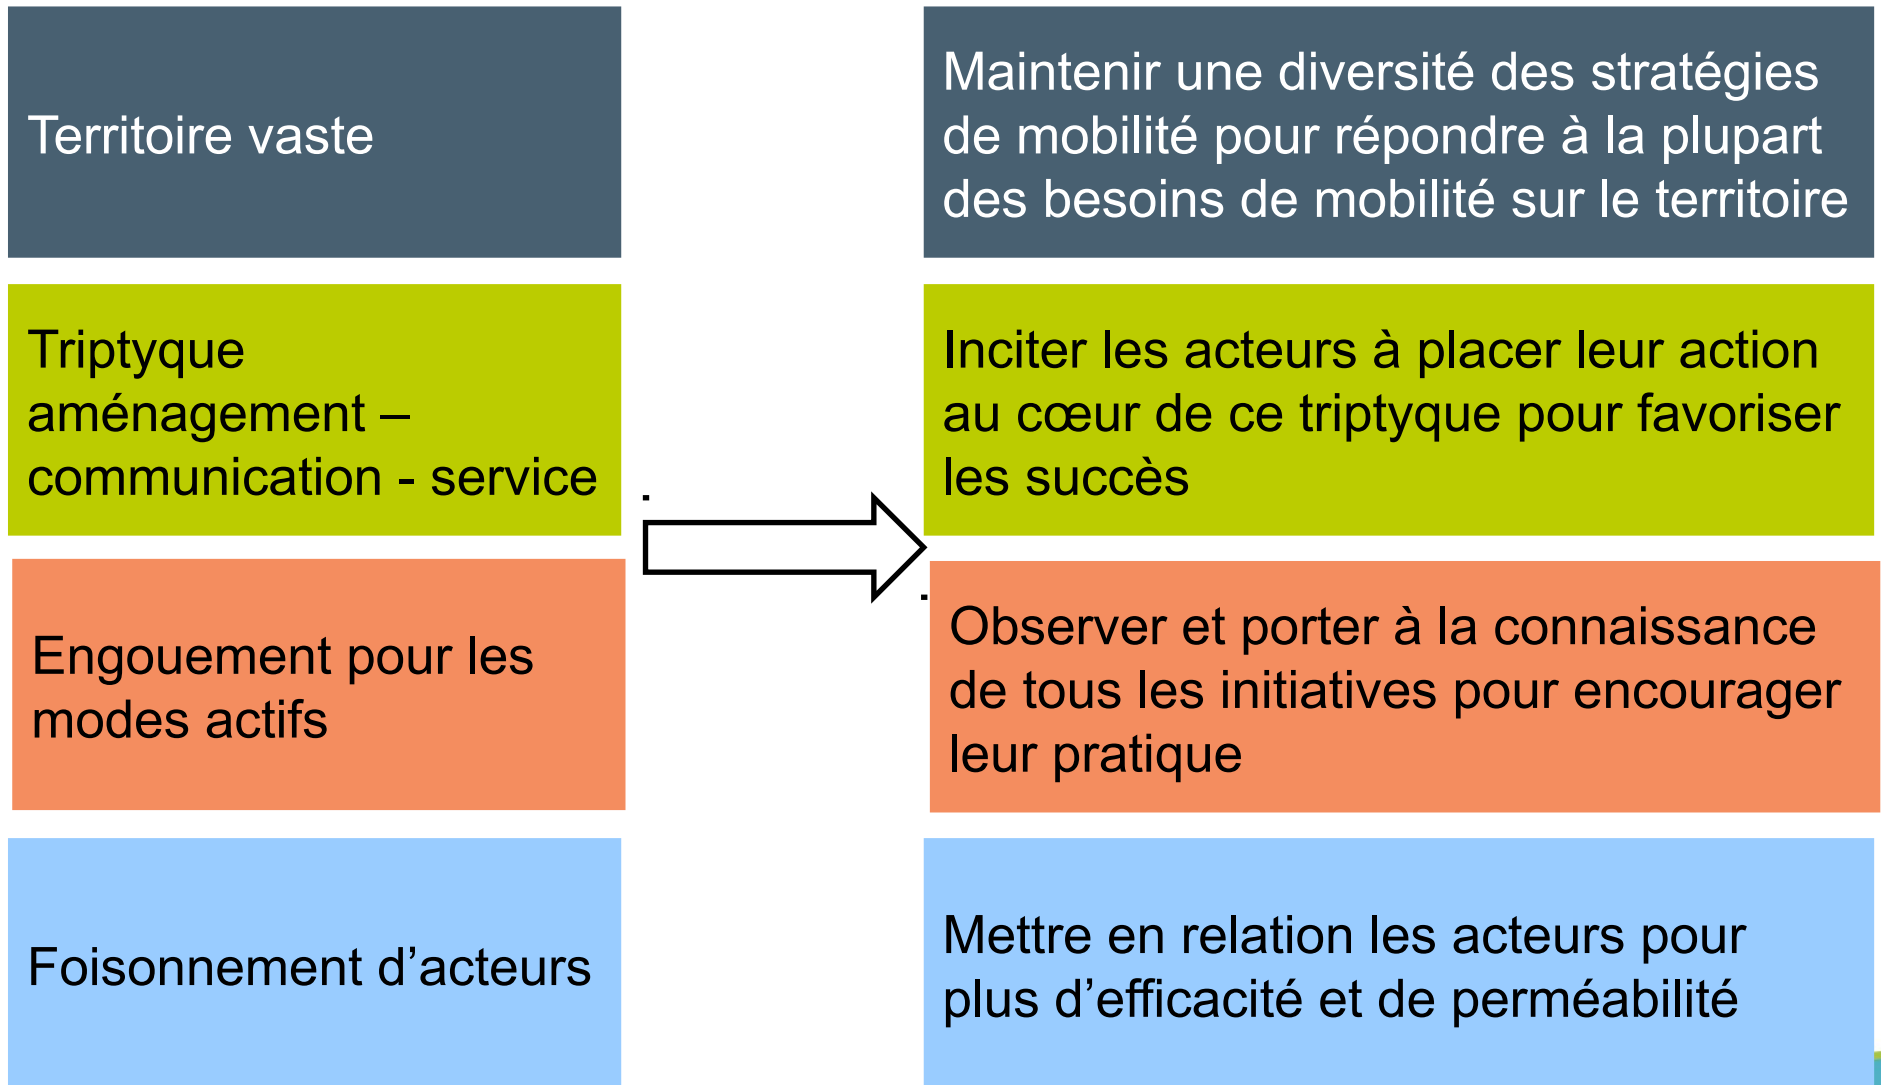 Territoire vaste
Maintenir une diversité des stratégies
de mobilité pour répondre à la plupart
des besoins de mobilité sur le territoire
Triptyque
aménagement –
communication - service
Inciter les acteurs à placer leur action
au cœur de ce triptyque pour favoriser
les succès
Engouement pour les
modes actifs
Observer et porter à la connaissance
de tous les initiatives pour encourager
leur pratique
Foisonnement d’acteurs
Mettre en relation les acteurs pour
plus d’efficacité et de perméabilité